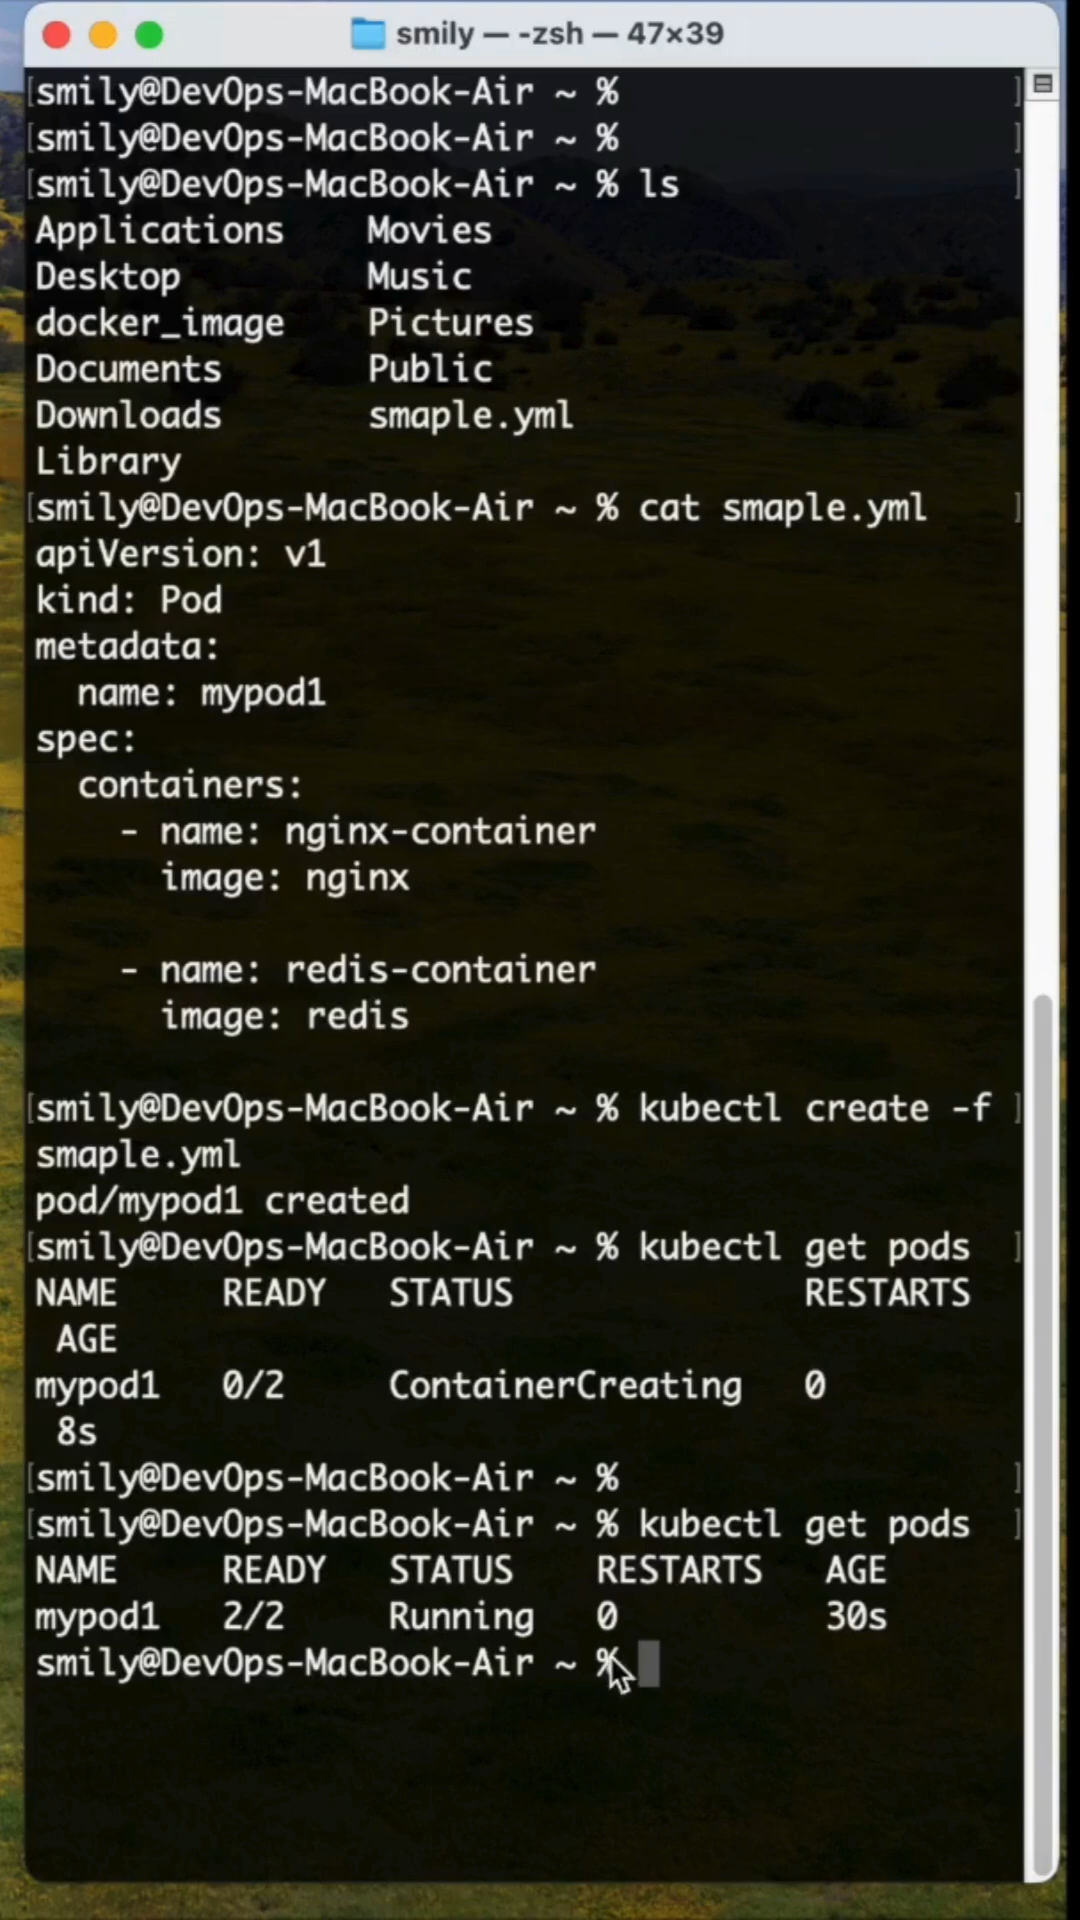 smily — -zsh — 47×39
[smily@DevOps-MacBook-Air ~ % ]
[smily@DevOps-MacBook-Air ~ % ]
[smily@DevOps-MacBook-Air ~ % ls ]
Applications    Movies
Desktop         Music
docker_image    Pictures
Documents       Public
Downloads       smaple.yml
Library
[smily@DevOps-MacBook-Air ~ % cat smaple.yml ]
apiVersion: v1
kind: Pod
metadata:
  name: mypod1
spec:
  containers:
    - name: nginx-container
      image: nginx
    - name: redis-container
      image: redis
[smily@DevOps-MacBook-Air ~ % kubectl create -f ]
smaple.yml
pod/mypod1 created
[smily@DevOps-MacBook-Air ~ % kubectl get pods ]
NAME     READY   STATUS              RESTARTS
 AGE
mypod1   0/2     ContainerCreating   0
 8s
[smily@DevOps-MacBook-Air ~ % ]
[smily@DevOps-MacBook-Air ~ % kubectl get pods ]
NAME     READY   STATUS    RESTARTS   AGE
mypod1   2/2     Running   0          30s
smily@DevOps-MacBook-Air ~ %